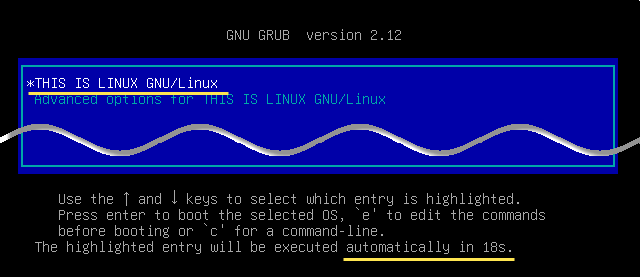 GNU GRUB  version 2.12
*THIS IS LINUX GNU/Linux
Advanced options for THIS IS LINUX GNU/Linux
Use the ↑ and ↓ keys to select which entry is highlighted.
Press enter to boot the selected OS, `e' to edit the commands
before booting or `c' for a command-line.
The highlighted entry will be executed automatically in 18s.